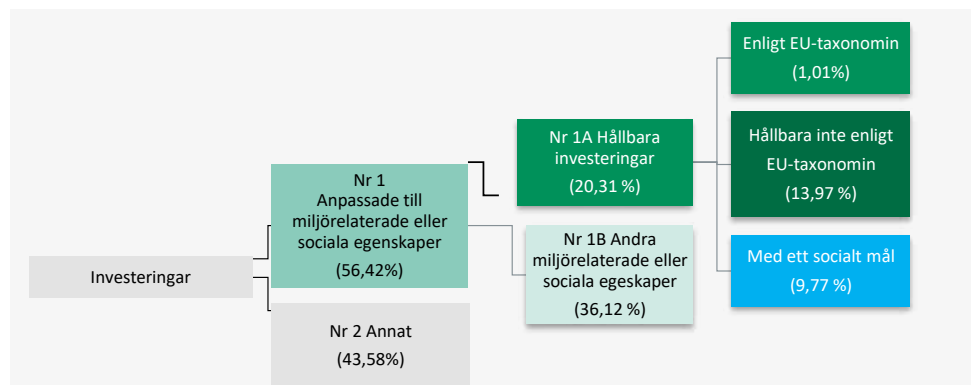 Investeringar
Nr 1
Anpassade till
miljörelaterade eller
sociala egenskaper
(56,42%)
Nr 2 Annat
(43,58%)
Nr 1A Hållbara
investeringar
(20,31 %)
Nr 1B Andra
miljörelaterade eller
sociala egeskaper
(36,12 %)
Enligt EU-taxonomin
(1,01%)
Hållbara inte enligt
EU-taxonomin
(13,97 %)
Med ett socialt mål
(9,77 %)